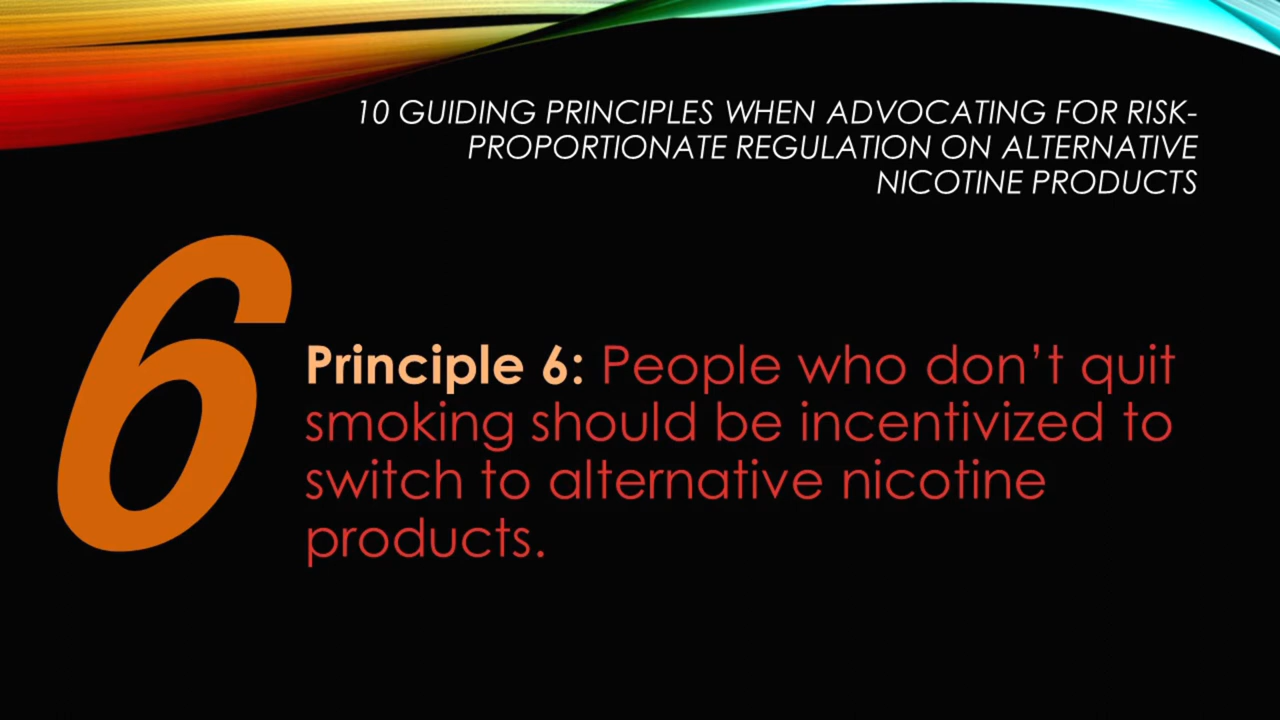 10 GUIDING PRINCIPLES WHEN ADVOCATING FOR RISK-
PROPORTIONATE REGULATION ON ALTERNATIVE
NICOTINE PRODUCTS
6
Principle 6: People who don’t quit
smoking should be incentivized to
switch to alternative nicotine
products.